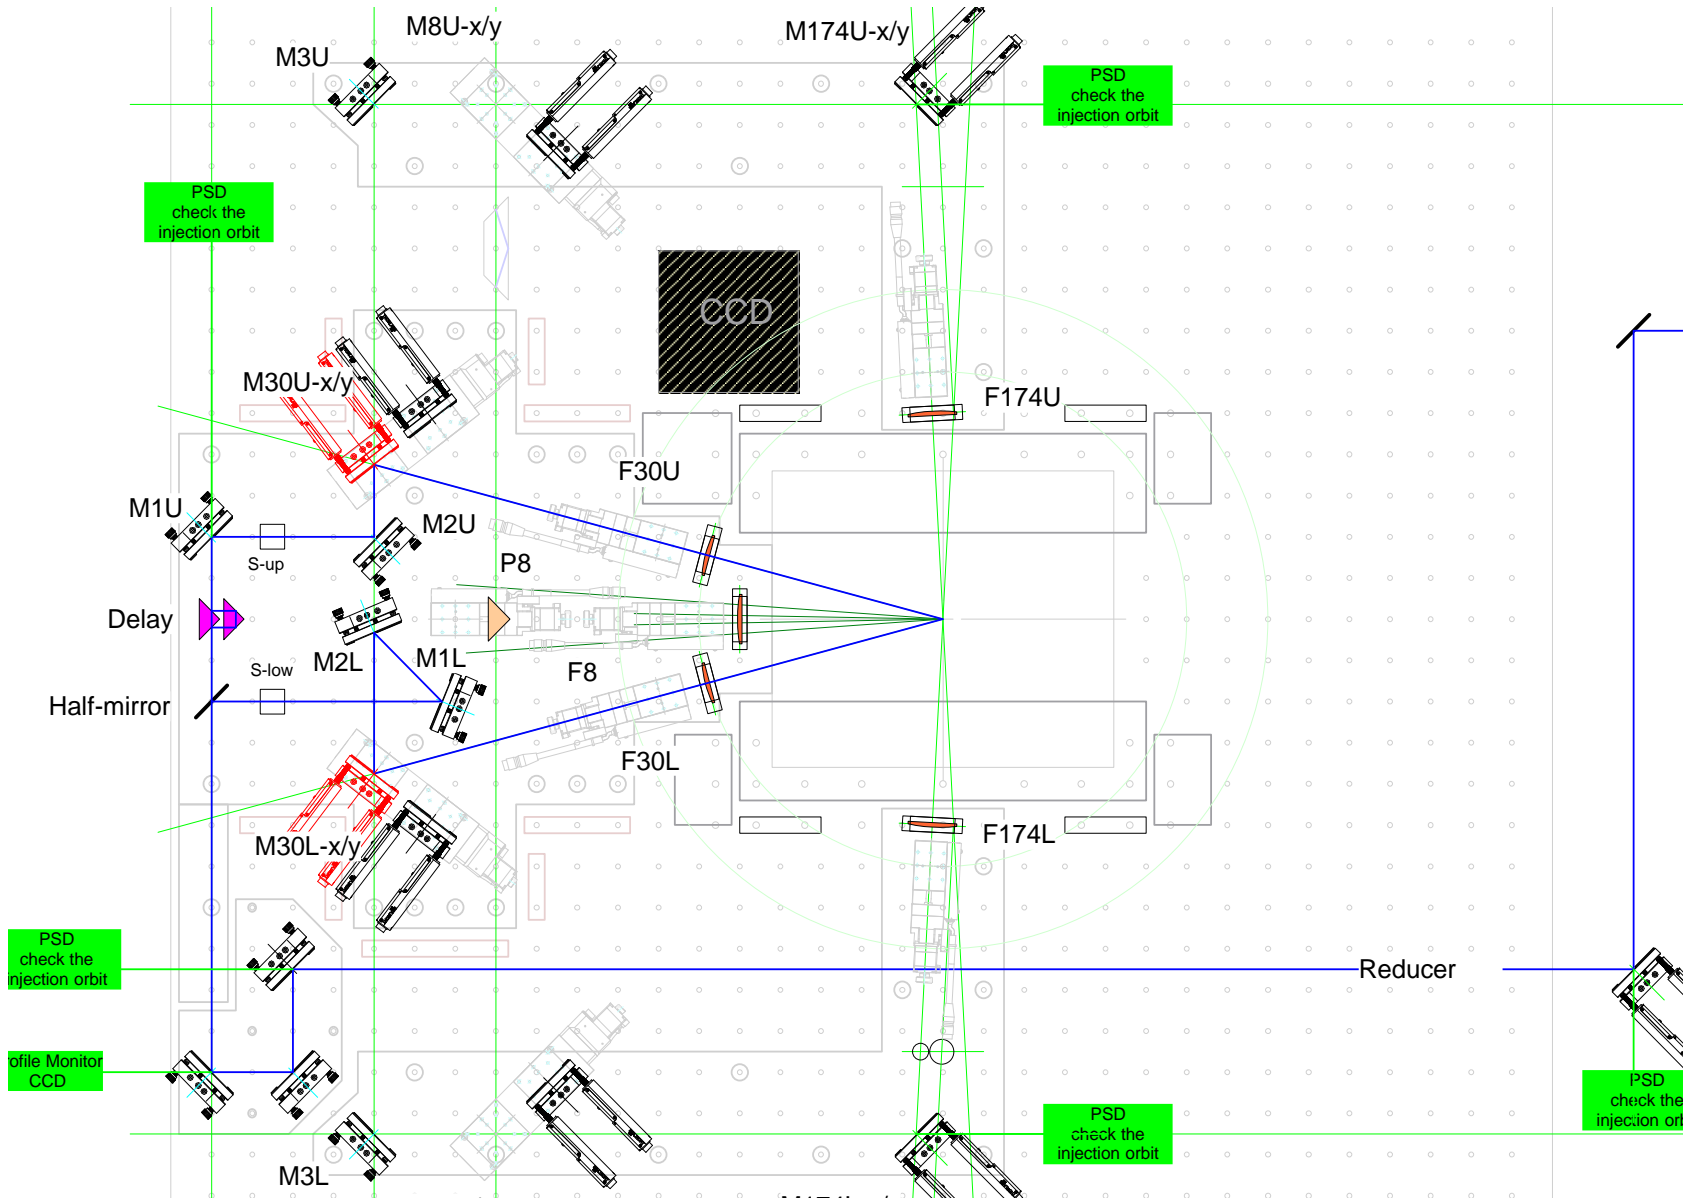 M8U-x/y
M174U-x/y
M3U
PSD
check the
injection orbit
PSD
check the
injection orbit
CCD
M30U-x/y
F174U
F30U
M1U
M2U
S-up
P8
Delay
M2L
M1L
S-low
F8
Half-mirror
F30L
F174L
M30L-x/y
PSD
check the
injection orbit
Reducer
ofile Monitor
CCD
PSD
check the
injection orb
PSD
check the
injection orbit
M3L